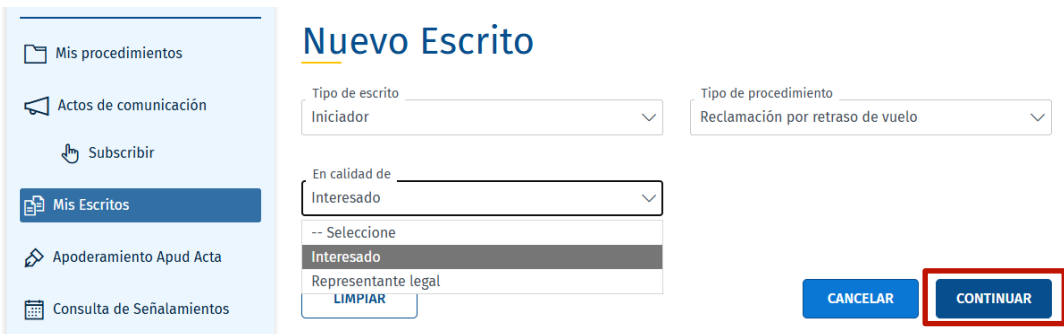 Mis procedimientos
Actos de comunicación
Subscribir
Mis Escritos
Apoderamiento Apud Acta
Consulta de Señalamientos
Nuevo Escrito
Tipo de escrito
Iniciador
Tipo de procedimiento
Reclamación por retraso de vuelo
En calidad de
Interesado
-- Seleccione
Interesado
Representante legal
LIMPIAR
CANCELAR
CONTINUAR